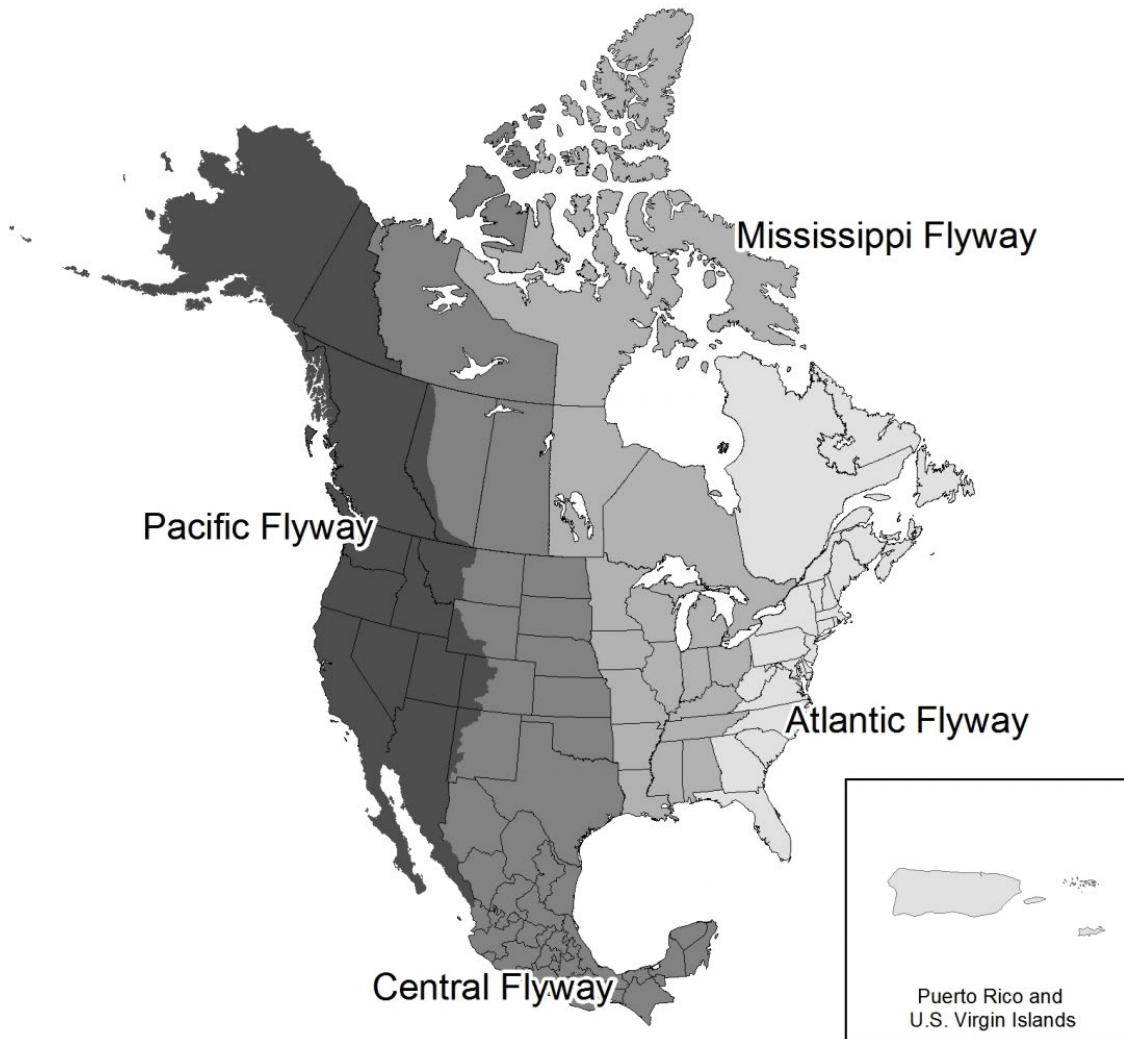 Mississippi Flyway
Pacific Flyway
Atlantic Flyway
Central Flyway
Puerto Rico and
U.S. Virgin Islands